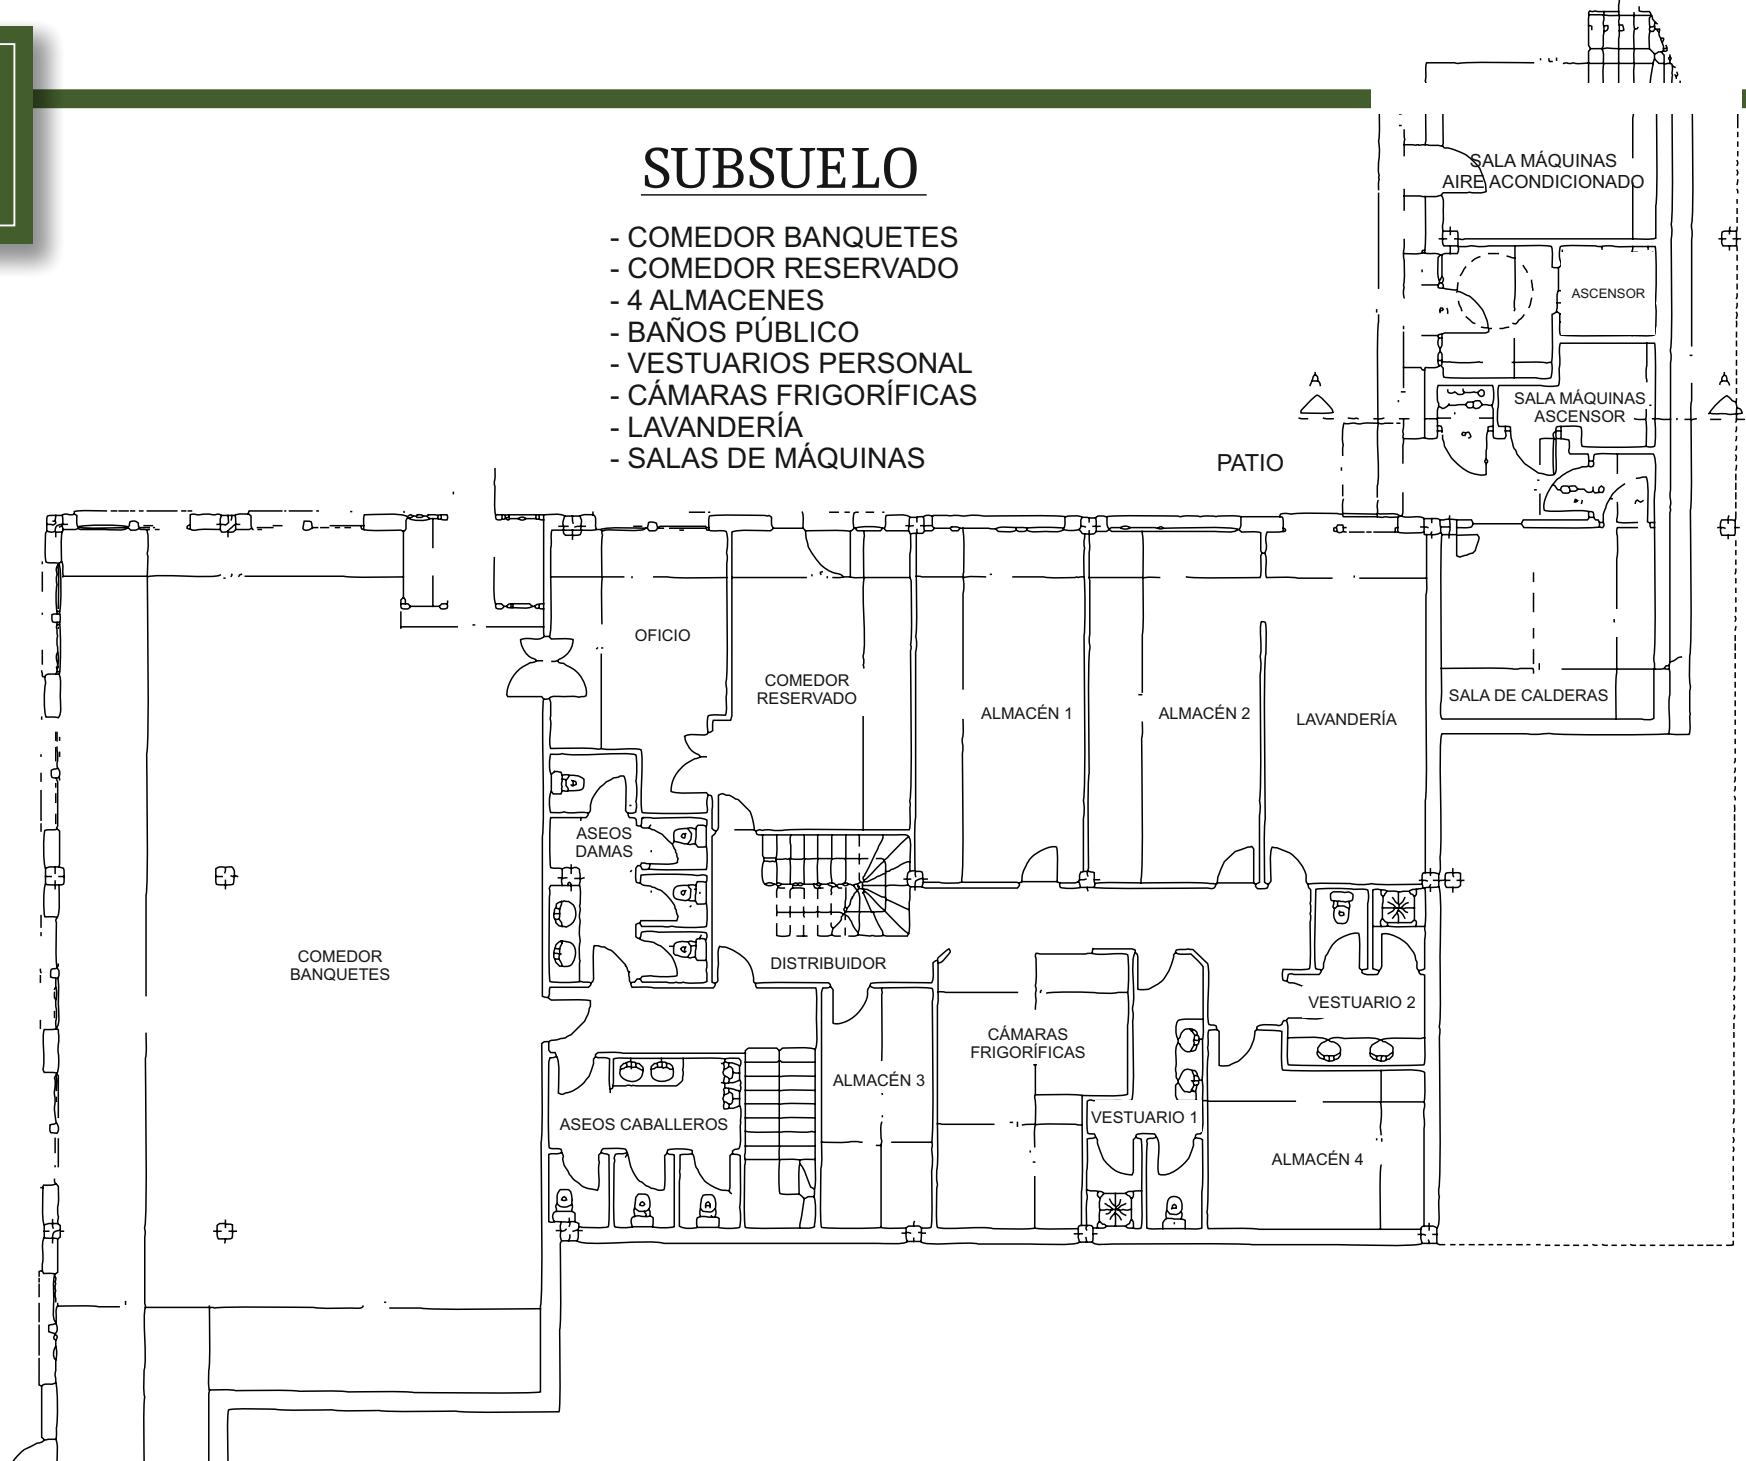 SUBSUELO
- COMEDOR BANQUETES
- COMEDOR RESERVADO
- 4 ALMACENES
- BAÑOS PÚBLICO
- VESTUARIOS PERSONAL
- CÁMARAS FRIGORÍFICAS
- LAVANDERÍA
- SALAS DE MÁQUINAS
SALA MÁQUINAS
AIRE ACONDICIONADO
ASCENSOR
A
A
SALA MÁQUINAS
ASCENSOR
PATIO
OFICIO
COMEDOR
RESERVADO
ALMACÉN 1
ALMACÉN 2
LAVANDERÍA
SALA DE CALDERAS
ASEOS
DAMAS
COMEDOR
BANQUETES
DISTRIBUIDOR
VESTUARIO 2
CÁMARAS
FRIGORÍFICAS
ALMACÉN 3
ASEOS CABALLEROS
VESTUARIO 1
ALMACÉN 4